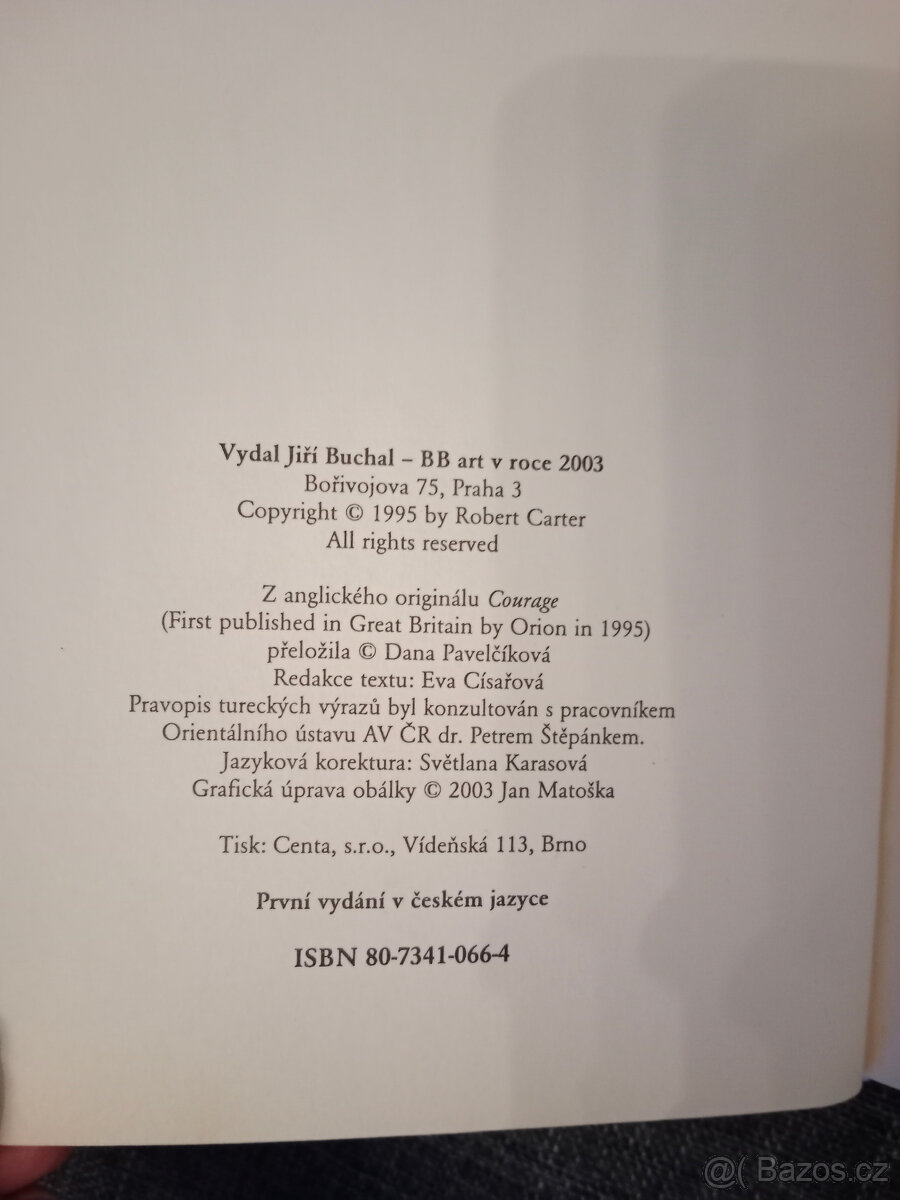 Vydal Jiří Buchal – BB art v roce 2003
Bořivojova 75, Praha 3
Copyright © 1995 by Robert Carter
All rights reserved
Z anglického originálu Courage
(First published in Great Britain by Orion in 1995)
přeložila © Dana Pavelčíková
Redakce textu: Eva Císařová
Pravopis tureckých výrazů byl konzultován s pracovníkem
Orientálního ústavu AV ČR dr. Petrem Štěpánkem.
Jazyková korektura: Světlana Karasová
Grafická úprava obálky © 2003 Jan Matoška
Tisk: Centa, s.r.o., Vídeňská 113, Brno
První vydání v českém jazyce
ISBN 80-7341-066-4
@( Bazos.cz